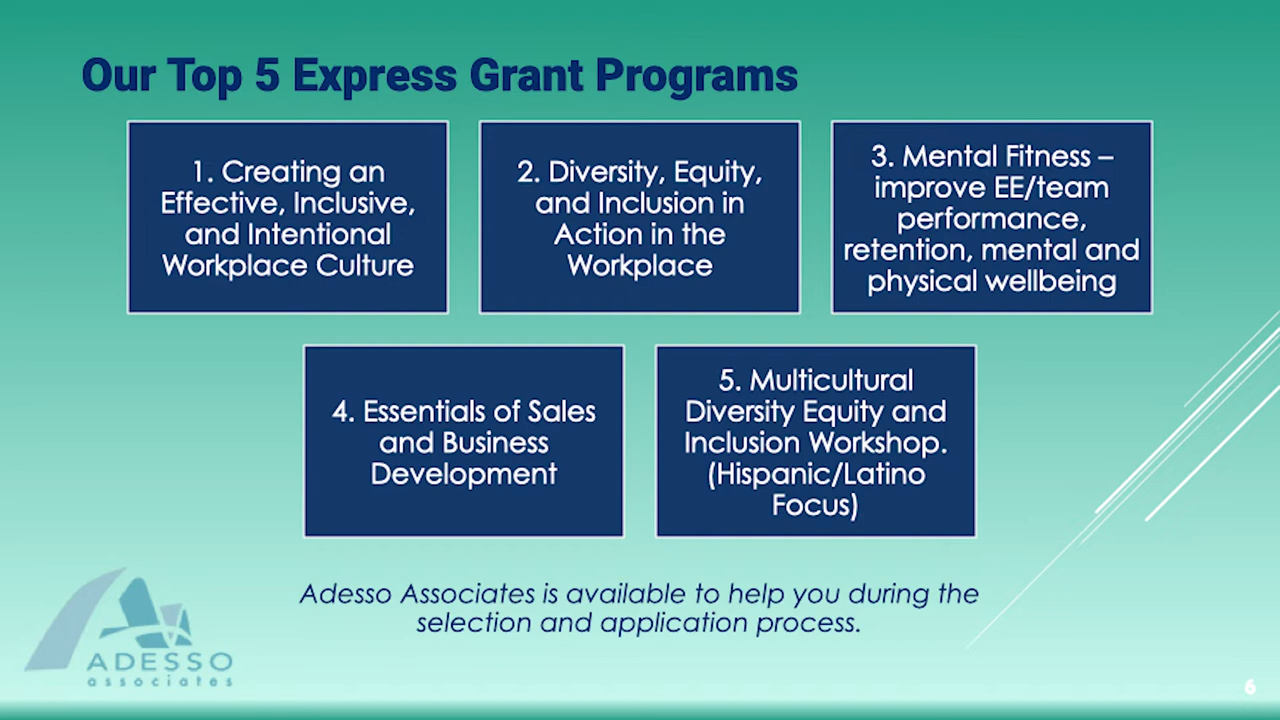 Our Top 5 Express Grant Programs
1. Creating an
Effective, Inclusive,
and Intentional
Workplace Culture
2. Diversity, Equity,
and Inclusion in
Action in the
Workplace
3. Mental Fitness –
improve EE/team
performance,
retention, mental and
physical wellbeing
4. Essentials of Sales
and Business
Development
5. Multicultural
Diversity Equity and
Inclusion Workshop.
(Hispanic/Latino
Focus)
Adesso Associates is available to help you during the
selection and application process.
ADESSO
associates
6